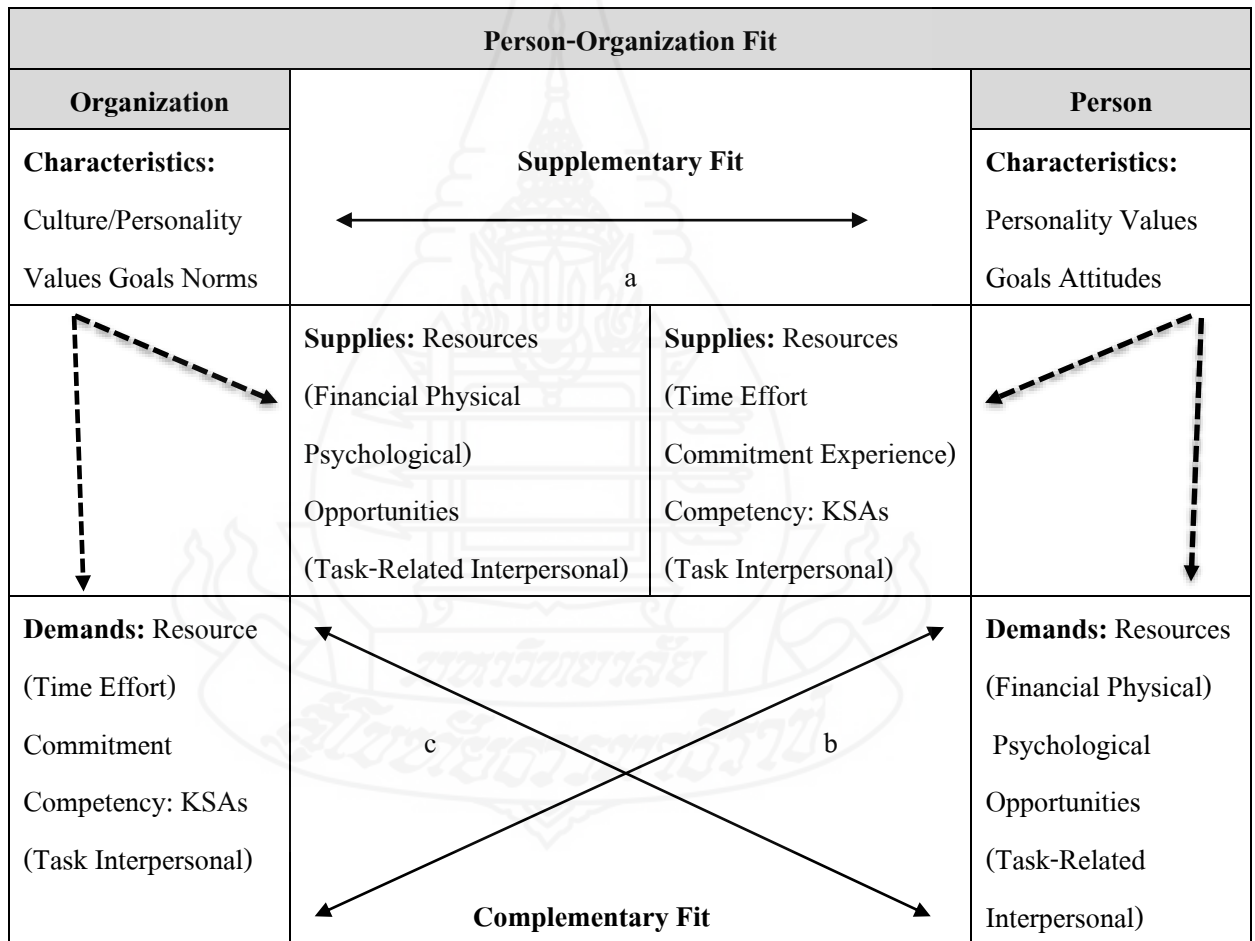 Person-Organization Fit
Organization
Person
Characteristics:
Culture/Personality
Values Goals Norms
Supplementary Fit
a
Characteristics:
Personality Values
Goals Attitudes
Supplies: Resources
(Financial Physical
Psychological)
Opportunities
(Task-Related Interpersonal)
Supplies: Resources
(Time Effort
Commitment Experience)
Competency: KSAs
(Task Interpersonal)
Demands: Resource
(Time Effort)
Commitment
Competency: KSAs
(Task Interpersonal)
c
b
Complementary Fit
Demands: Resources
(Financial Physical)
Psychological
Opportunities
(Task-Related
Interpersonal)